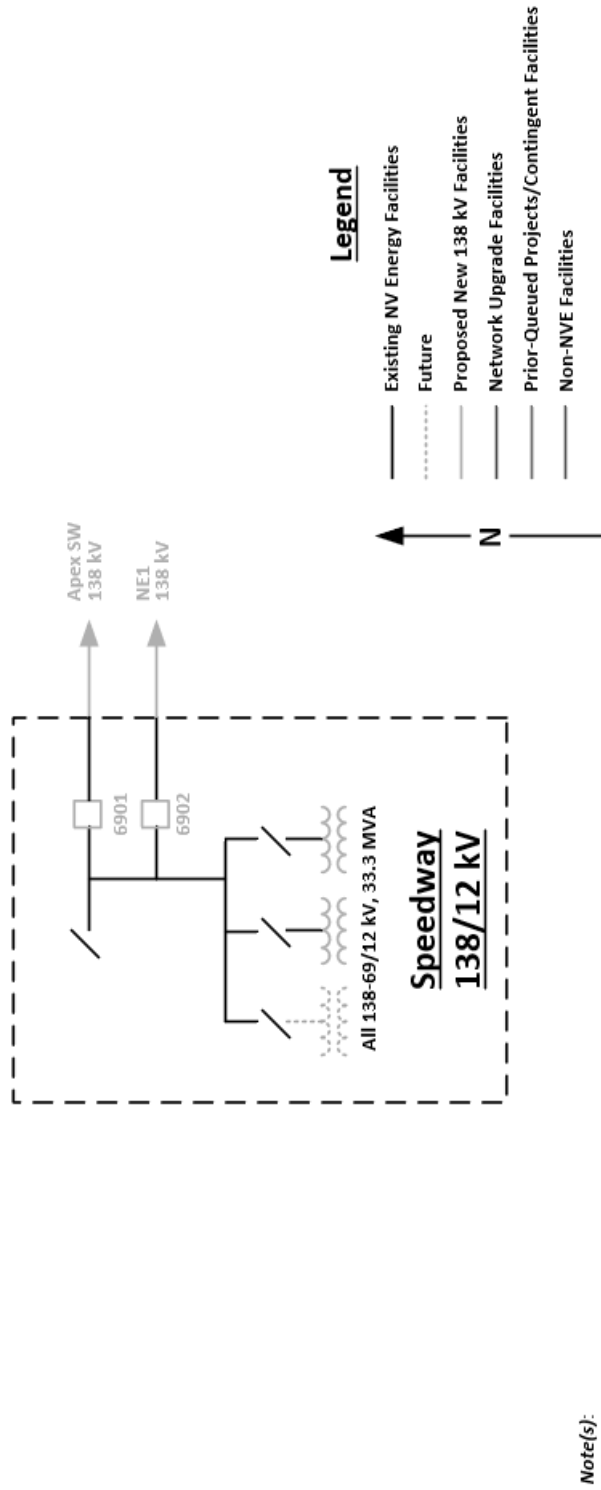 Apex SW
138 kV
NE1
138 kV
6901
6902
All 138-69/12 kV, 33.3 MVA
Speedway
138/12 kV
Legend
Existing NV Energy Facilities
Future
Proposed New 138 kV Facilities
Network Upgrade Facilities
Prior-Queued Projects/Contingent Facilities
Non-NVE Facilities
N
Note(s):